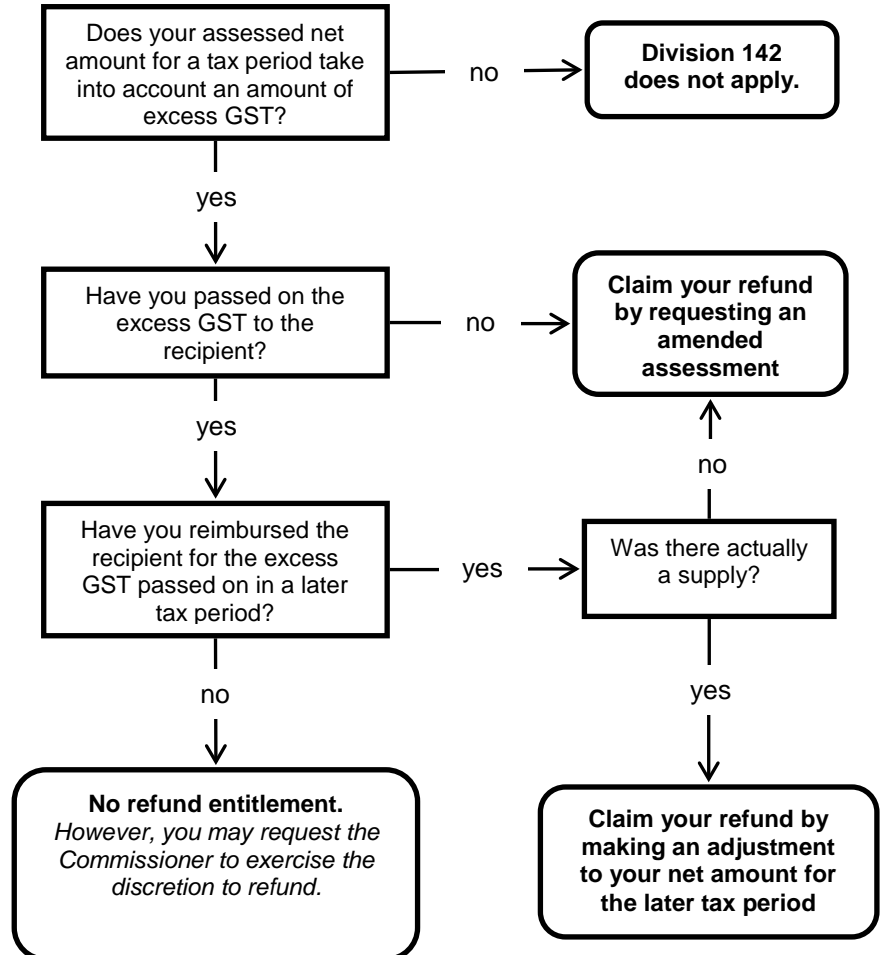 Does your assessed net
amount for a tax period take
into account an amount of
excess GST?
no
Division 142
does not apply.
yes
Have you passed on the
excess GST to the
recipient?
no
Claim your refund
by requesting an
amended
assessment
yes
no
Have you reimbursed the
recipient for the excess
GST passed on in a later
tax period?
yes
Was there actually
a supply?
no
yes
No refund entitlement.
However, you may request the
Commissioner to exercise the
discretion to refund.
Claim your refund by
making an adjustment
to your net amount for
the later tax period